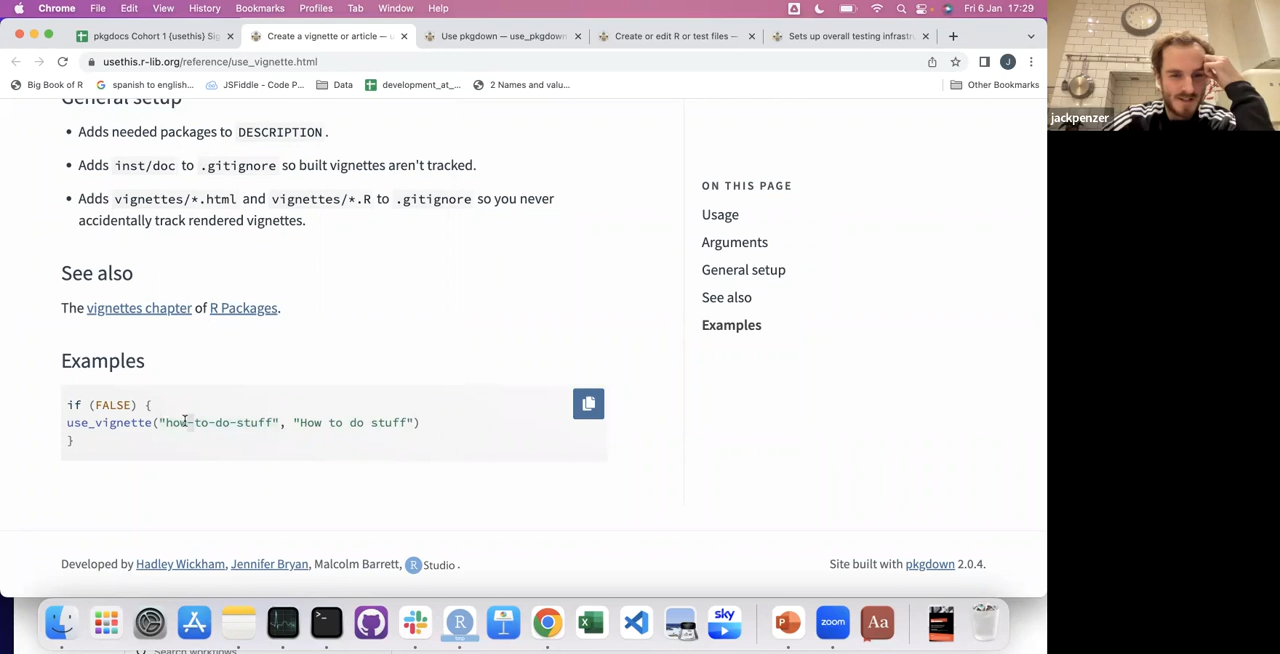 Chrome File Edit View History Bookmarks Profiles Tab Window Help
A Fri 6 Jan 17:29
pkgdocs Cohort 1 {usethis} Sig
Create a vignette or article —
Use pkgdown — use_pkgdown
Create or edit R or test files —
Sets up overall testing infrastr
usethis.r-lib.org/reference/use_vignette.html
J
Big Book of R
spanish to english...
JSFiddle - Code P...
Data
development_at_...
2 Names and valu...
Other Bookmarks
General setup
• Adds needed packages to DESCRIPTION.
• Adds inst/doc to .gitignore so built vignettes aren't tracked.
• Adds vignettes/*.html and vignettes/*.R to .gitignore so you never
accidentally track rendered vignettes.
See also
The vignettes chapter of R Packages.
Examples
if (FALSE) {
use_vignette("how-to-do-stuff", "How to do stuff")
}
ON THIS PAGE
Usage
Arguments
General setup
See also
Examples
Developed by Hadley Wickham, Jennifer Bryan, Malcolm Barrett, R Studio.
Site built with pkgdown 2.0.4.
jackpenzer
sky
zoom
Aa
Search workflows